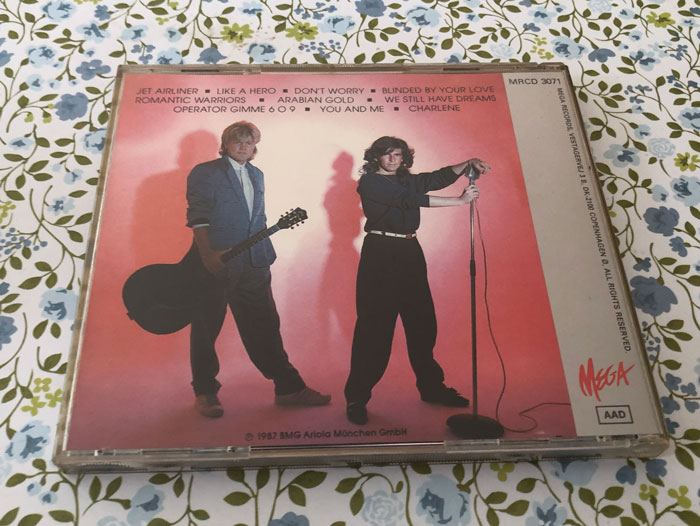 JET AIRLINER ■ LIKE A HERO ■ DON'T WORRY ■ BLINDED BY YOUR LOVE
ROMANTIC WARRIORS ■ ARABIAN GOLD ■ WE STILL HAVE DREAMS
OPERATOR GIMME 6 0 9 ■ YOU AND ME ■ CHARLENE
MRCD 3071
MEGA RECORDS, VESTAGERVEJ 3 B, DK-2100 COPENHAGEN Ø. ALL RIGHTS RESERVED.
MEGA
AAD
℗ 1987 BMG Ariola München GmbH